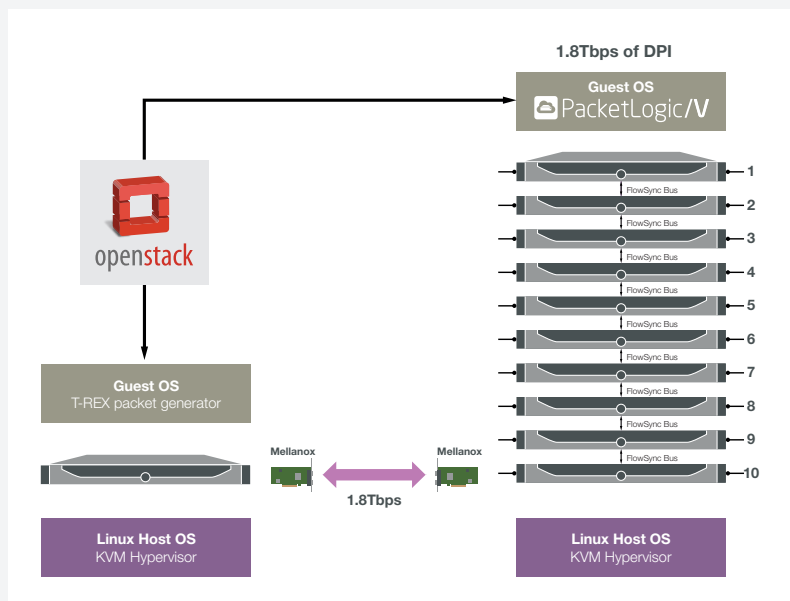 1.8Tbps of DPI
Guest OS
PacketLogic/V
1
FlowSync Bus
2
FlowSync Bus
3
FlowSync Bus
4
FlowSync Bus
5
FlowSync Bus
6
FlowSync Bus
7
FlowSync Bus
8
FlowSync Bus
9
FlowSync Bus
10
openstack
Guest OS
T-REX packet generator
Mellanox
Mellanox
1.8Tbps
Linux Host OS
KVM Hypervisor
Linux Host OS
KVM Hypervisor